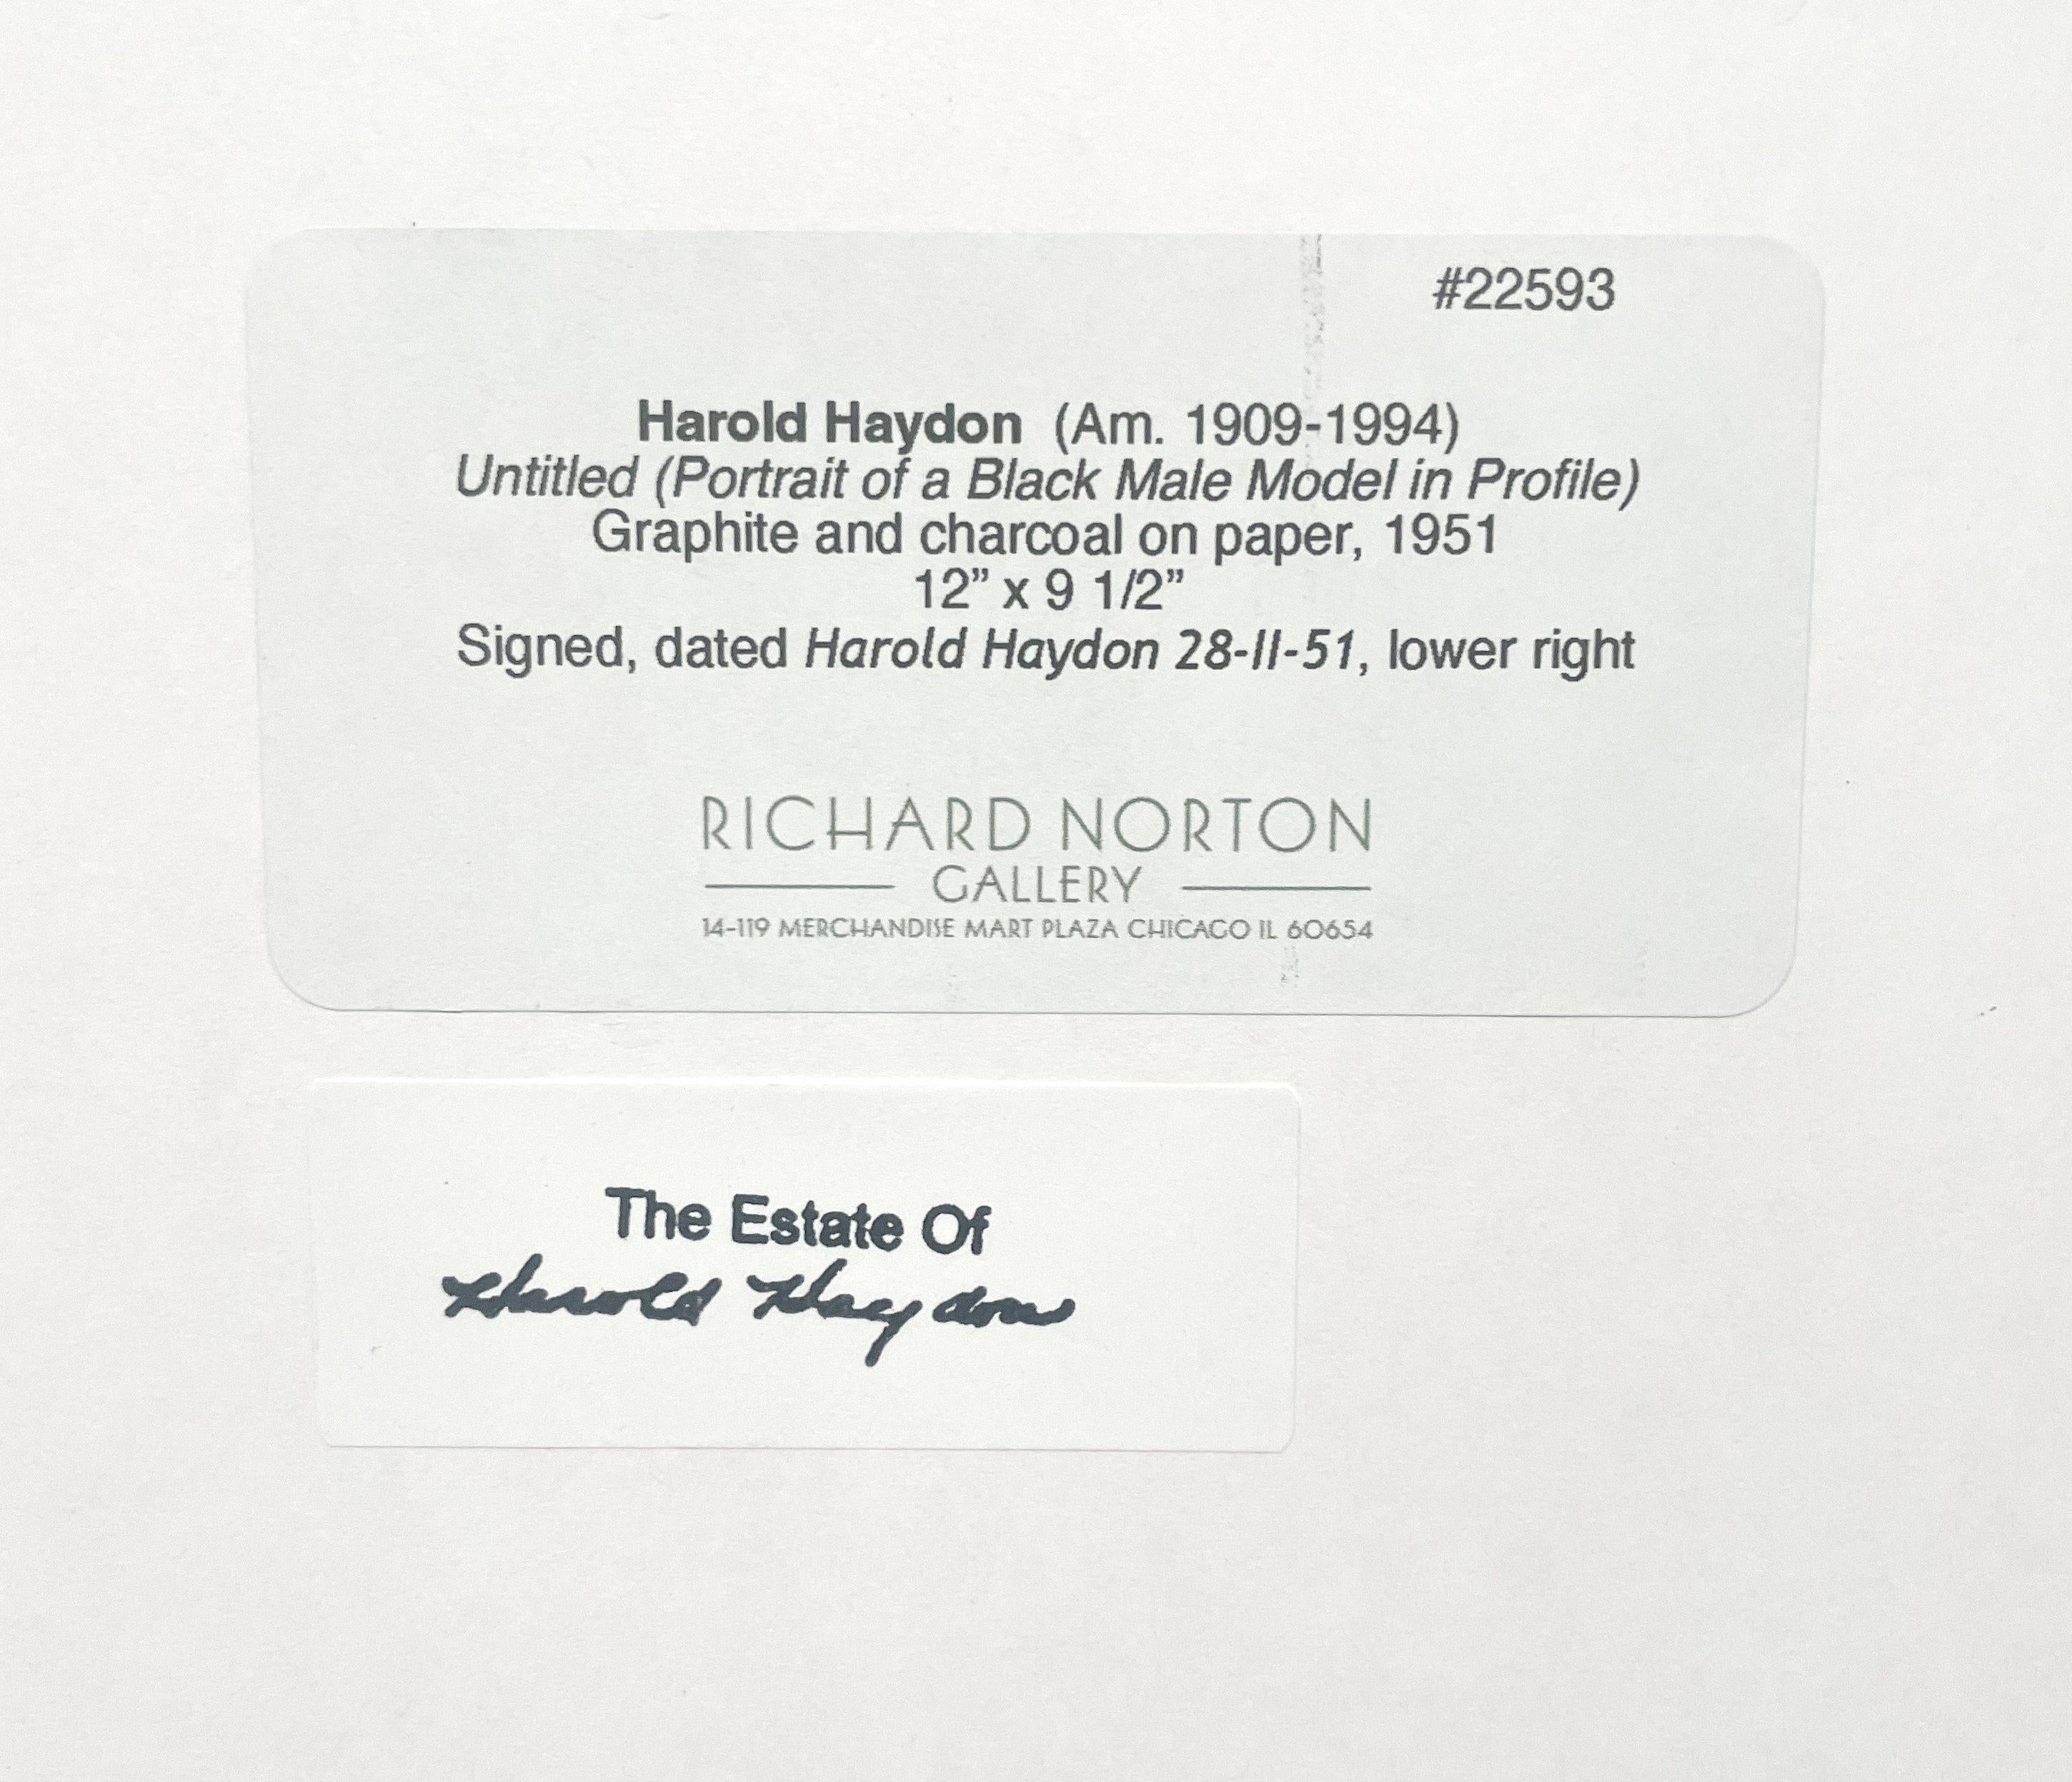 #22593
Harold Haydon (Am. 1909-1994)
Untitled (Portrait of a Black Male Model in Profile)
Graphite and charcoal on paper, 1951
12” x 9 1/2”
Signed, dated Harold Haydon 28-II-51, lower right
RICHARD NORTON
GALLERY
14-119 MERCHANDISE MART PLAZA CHICAGO IL 60654
The Estate Of
Harold Haydon